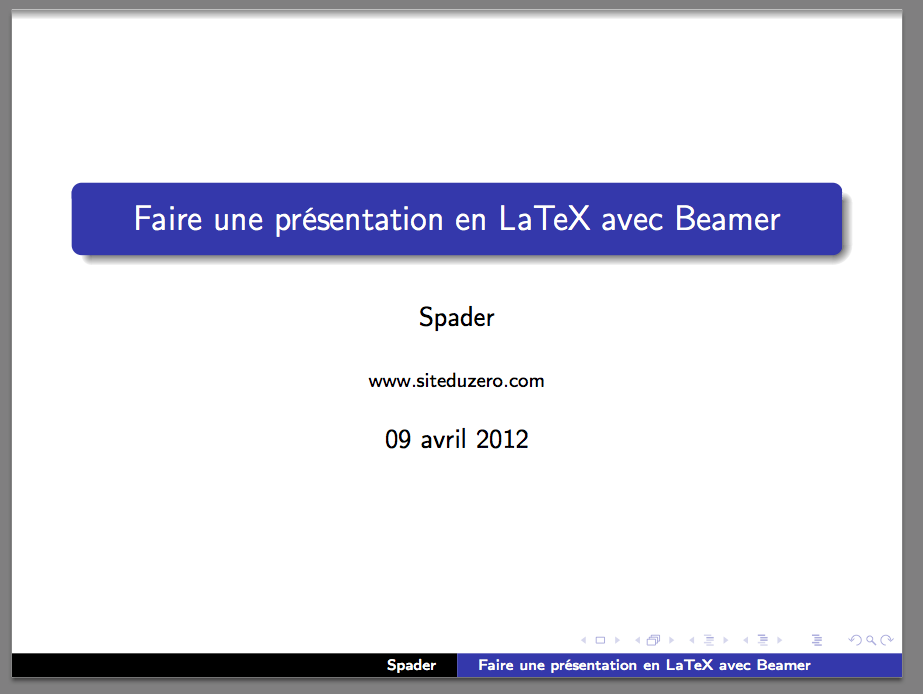 Faire une présentation en LaTeX avec Beamer
Spader
www.siteduzero.com
09 avril 2012
Spader
Faire une présentation en LaTeX avec Beamer